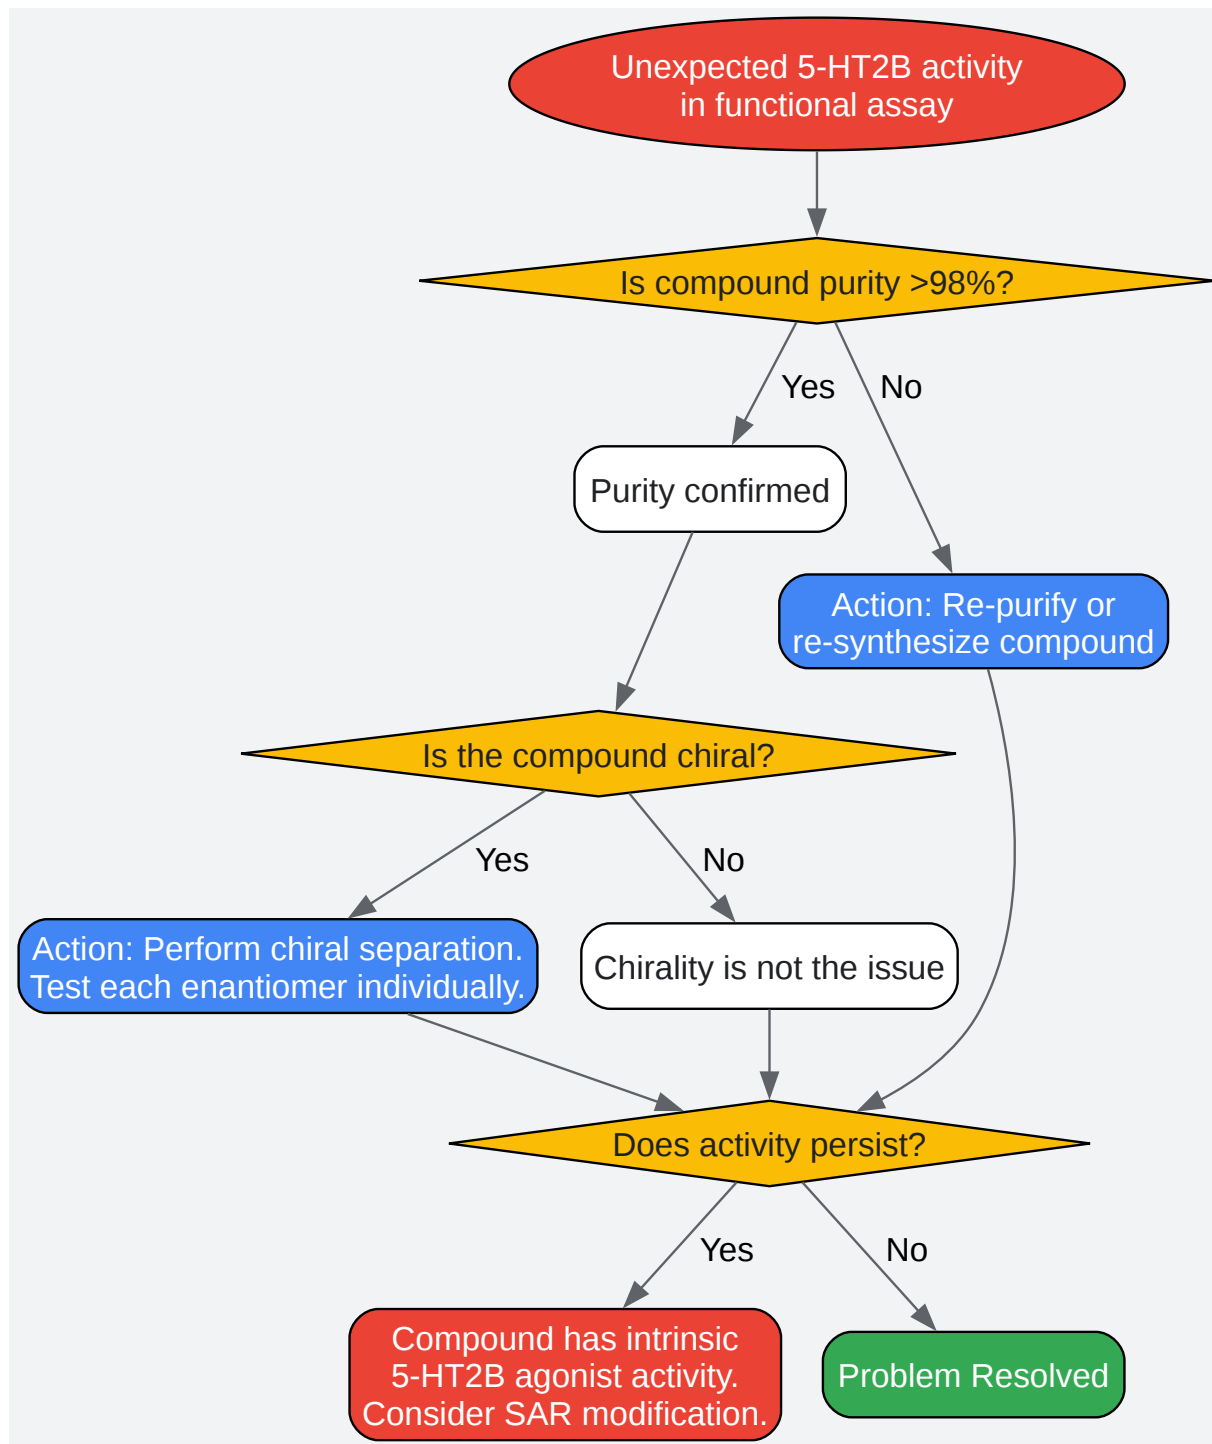 Unexpected 5-HT2B activity
in functional assay
Is compound purity >98%?
Yes
No
Purity confirmed
Action: Re-purify or
re-synthesize compound
Is the compound chiral?
Yes
No
Action: Perform chiral separation.
Test each enantiomer individually.
Chirality is not the issue
Does activity persist?
Yes
No
Compound has intrinsic
5-HT2B agonist activity.
Consider SAR modification.
Problem Resolved